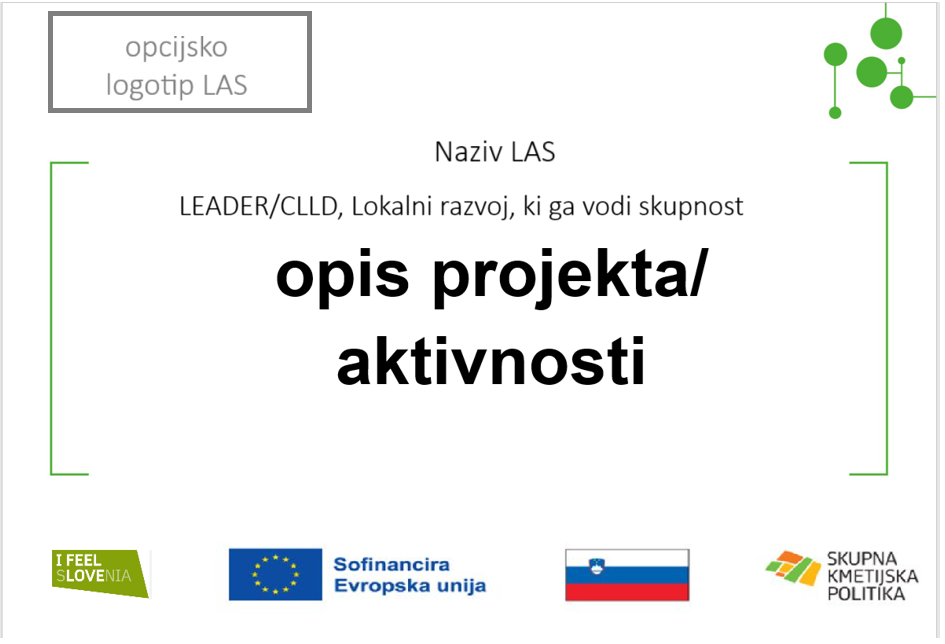 opcijsko
logotip LAS
Naziv LAS
LEADER/CLLD, Lokalni razvoj, ki ga vodi skupnost
opis projekta/
aktivnosti
I FEEL
SLOVENIA
Sofinancira
Evropska unija
SKUPNA
KMETIJSKA
POLITIKA